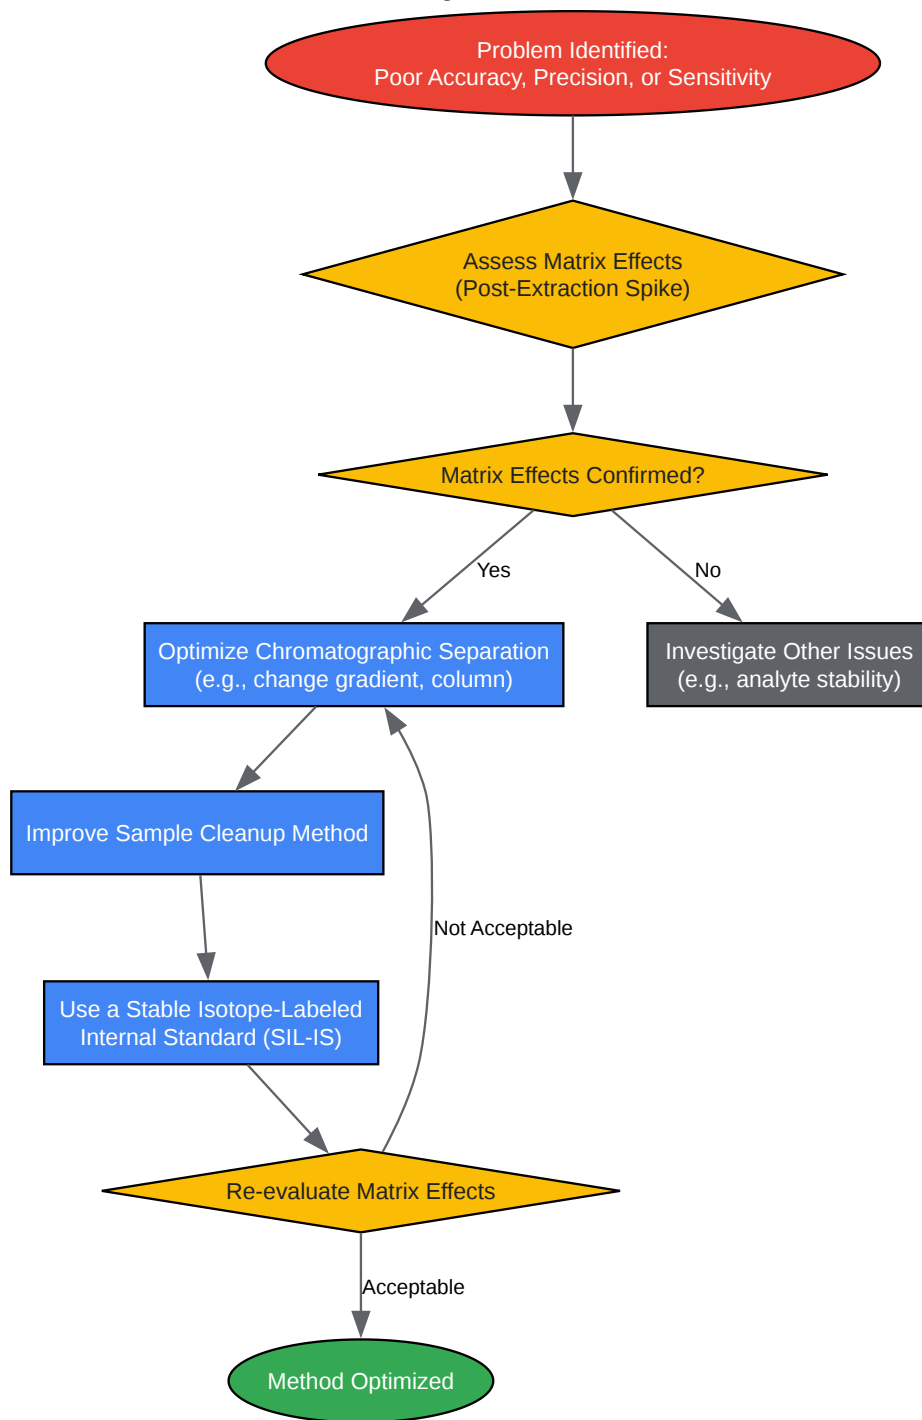 Problem Identified:
Poor Accuracy, Precision, or Sensitivity
Assess Matrix Effects
(Post-Extraction Spike)
Matrix Effects Confirmed?
Yes
No
Optimize Chromatographic Separation
(e.g., change gradient, column)
Investigate Other Issues
(e.g., analyte stability)
Improve Sample Cleanup Method
Not Acceptable
Use a Stable Isotope-Labeled
Internal Standard (SIL-IS)
Re-evaluate Matrix Effects
Acceptable
Method Optimized